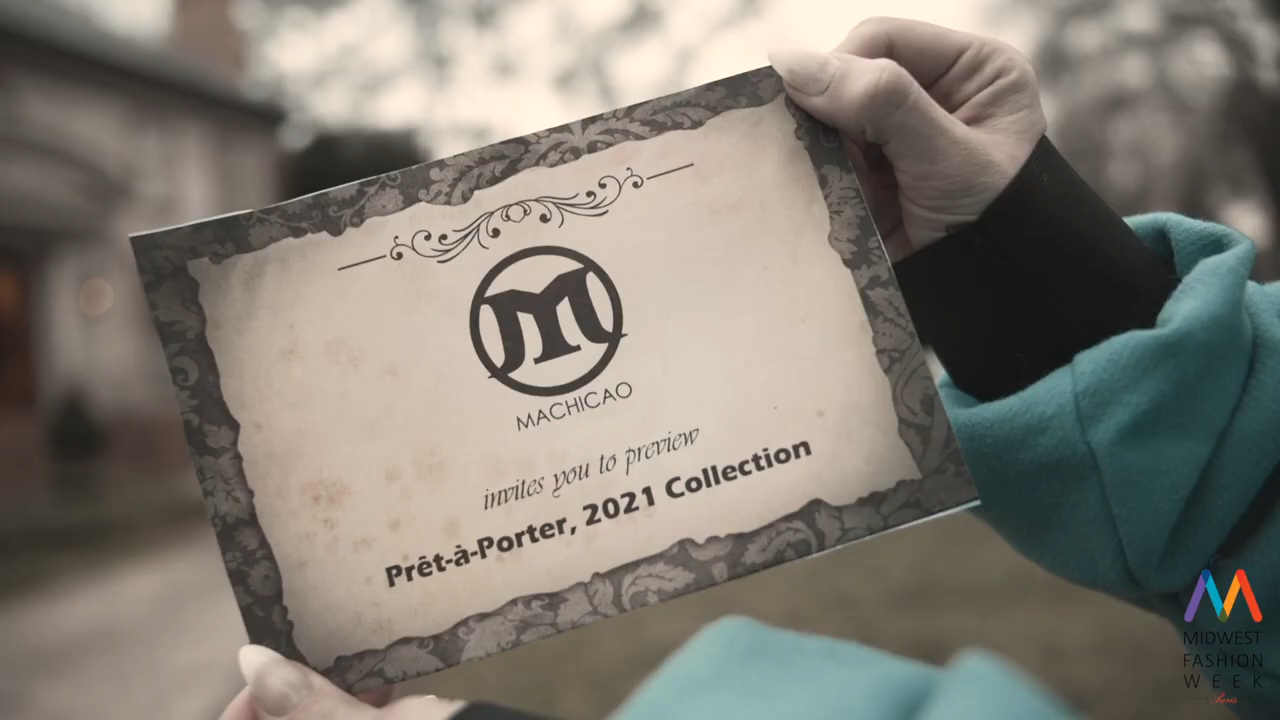 M
MACHICAO
invites you to preview
Prêt-à-Porter, 2021 Collection
MIDWEST
FASHION
WEEK